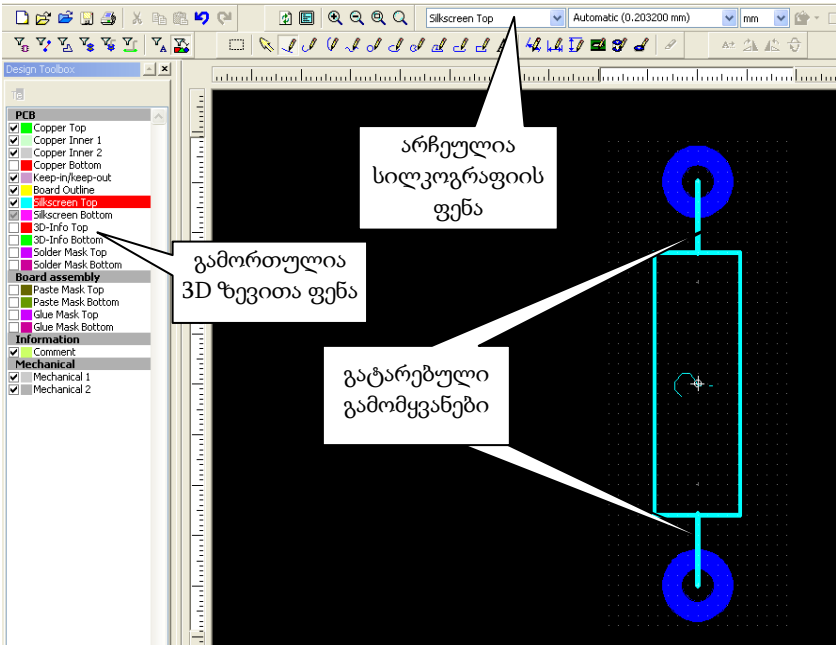 Silkscreen Top
Automatic (0.203200 mm)
mm
Design Toolbox
PCB
Copper Top
Copper Inner 1
Copper Inner 2
Copper Bottom
Keep-in/keep-out
Board Outline
Silkscreen Top
Silkscreen Bottom
3D-Info Top
3D-Info Bottom
Solder Mask Top
Solder Mask Bottom
Board assembly
Paste Mask Top
Paste Mask Bottom
Glue Mask Top
Glue Mask Bottom
Information
Comment
Mechanical
Mechanical 1
Mechanical 2
არჩეულია
სილკოგრაფიის
ფენა
გამორთულია
3D ზევითა ფენა
გატარებული
გამომყვანები